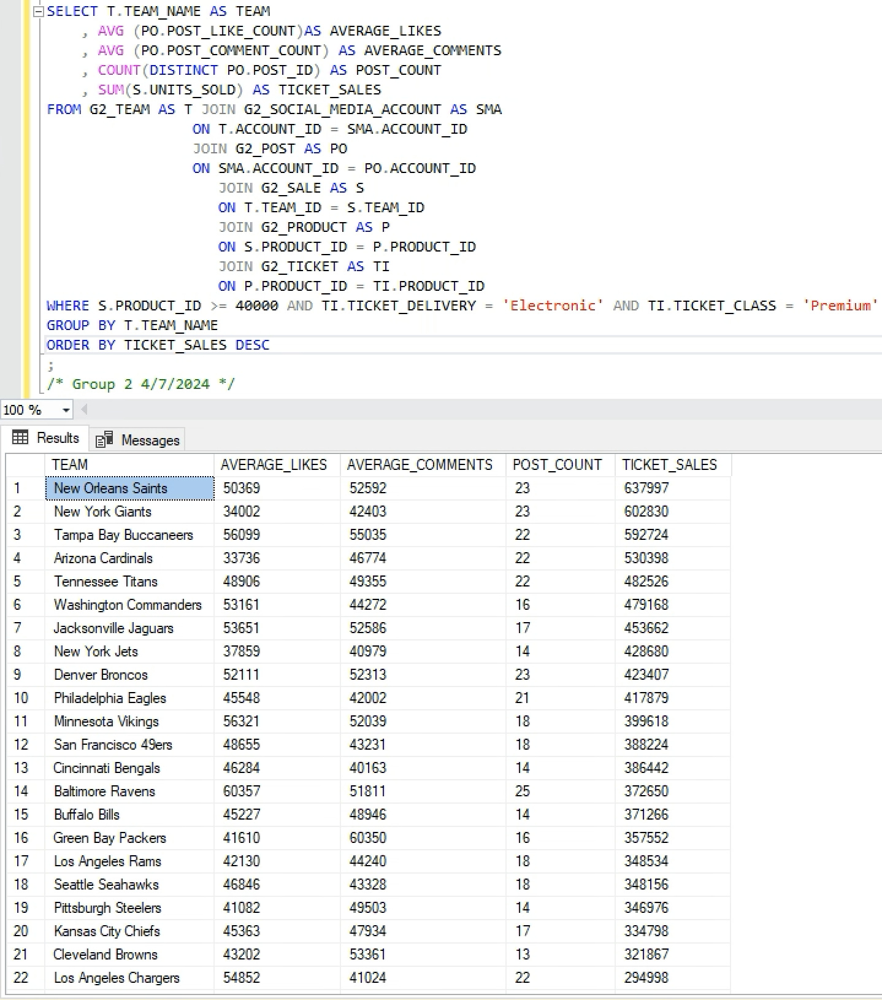 SELECT T.TEAM_NAME AS TEAM
, AVG (PO.POST_LIKE_COUNT)AS AVERAGE_LIKES
, AVG (PO.POST_COMMENT_COUNT) AS AVERAGE_COMMENTS
, COUNT(DISTINCT PO.POST_ID) AS POST_COUNT
, SUM(S.UNITS_SOLD) AS TICKET_SALES
FROM G2_TEAM AS T JOIN G2_SOCIAL_MEDIA_ACCOUNT AS SMA
ON T.ACCOUNT_ID = SMA.ACCOUNT_ID
JOIN G2_POST AS PO
ON SMA.ACCOUNT_ID = PO.ACCOUNT_ID
JOIN G2_SALE AS S
ON T.TEAM_ID = S.TEAM_ID
JOIN G2_PRODUCT AS P
ON S.PRODUCT_ID = P.PRODUCT_ID
JOIN G2_TICKET AS TI
ON P.PRODUCT_ID = TI.PRODUCT_ID
WHERE S.PRODUCT_ID >= 40000 AND TI.TICKET_DELIVERY = 'Electronic' AND TI.TICKET_CLASS = 'Premium'
GROUP BY T.TEAM_NAME
ORDER BY TICKET_SALES DESC
;
/* Group 2 4/7/2024 */
100 %
Results Messages
TEAM AVERAGE_LIKES AVERAGE_COMMENTS POST_COUNT TICKET_SALES
1 New Orleans Saints 50369 52592 23 637997
2 New York Giants 34002 42403 23 602830
3 Tampa Bay Buccaneers 56099 55035 22 592724
4 Arizona Cardinals 33736 46774 22 530398
5 Tennessee Titans 48906 49355 22 482526
6 Washington Commanders 53161 44272 16 479168
7 Jacksonville Jaguars 53651 52586 17 453662
8 New York Jets 37859 40979 14 428680
9 Denver Broncos 52111 52313 23 423407
10 Philadelphia Eagles 45548 42002 21 417879
11 Minnesota Vikings 56321 52039 18 399618
12 San Francisco 49ers 48655 43231 18 388224
13 Cincinnati Bengals 46284 40163 14 386442
14 Baltimore Ravens 60357 51811 25 372650
15 Buffalo Bills 45227 48946 14 371266
16 Green Bay Packers 41610 60350 16 357552
17 Los Angeles Rams 42130 44240 18 348534
18 Seattle Seahawks 46846 43328 18 348156
19 Pittsburgh Steelers 41082 49503 14 346976
20 Kansas City Chiefs 45363 47934 17 334798
21 Cleveland Browns 43202 53361 13 321867
22 Los Angeles Chargers 54852 41024 22 294998